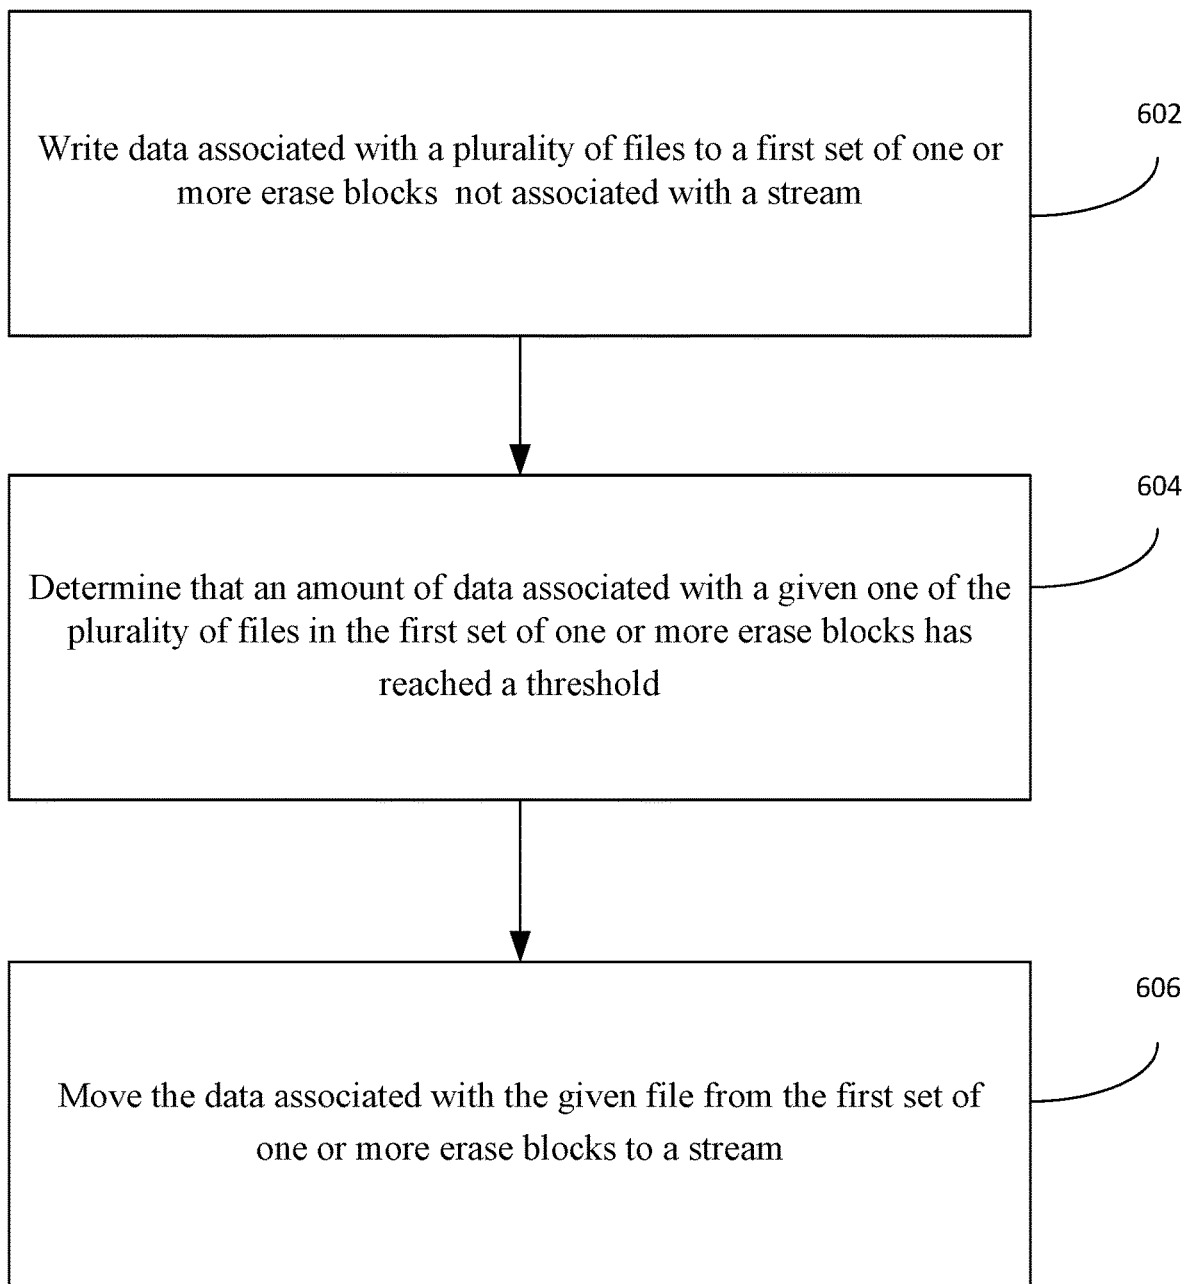 602
Write data associated with a plurality of files to a first set of one or
more erase blocks  not associated with a stream
604
Determine that an amount of data associated with a given one of the
plurality of files in the first set of one or more erase blocks has
reached a threshold
606
Move the data associated with the given file from the first set of
one or more erase blocks to a stream